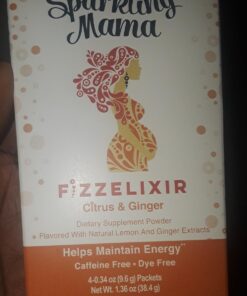 Sparkling
Mama
FIZZELIXIR
Citrus & Ginger
Dietary Supplement Powder
• Flavored With Natural Lemon And Ginger Extracts
Helps Maintain Energy**
Caffeine Free • Dye Free
4-0.34 oz (9.6 g) Packets
Net Wt. 1.36 oz (38.4 g)